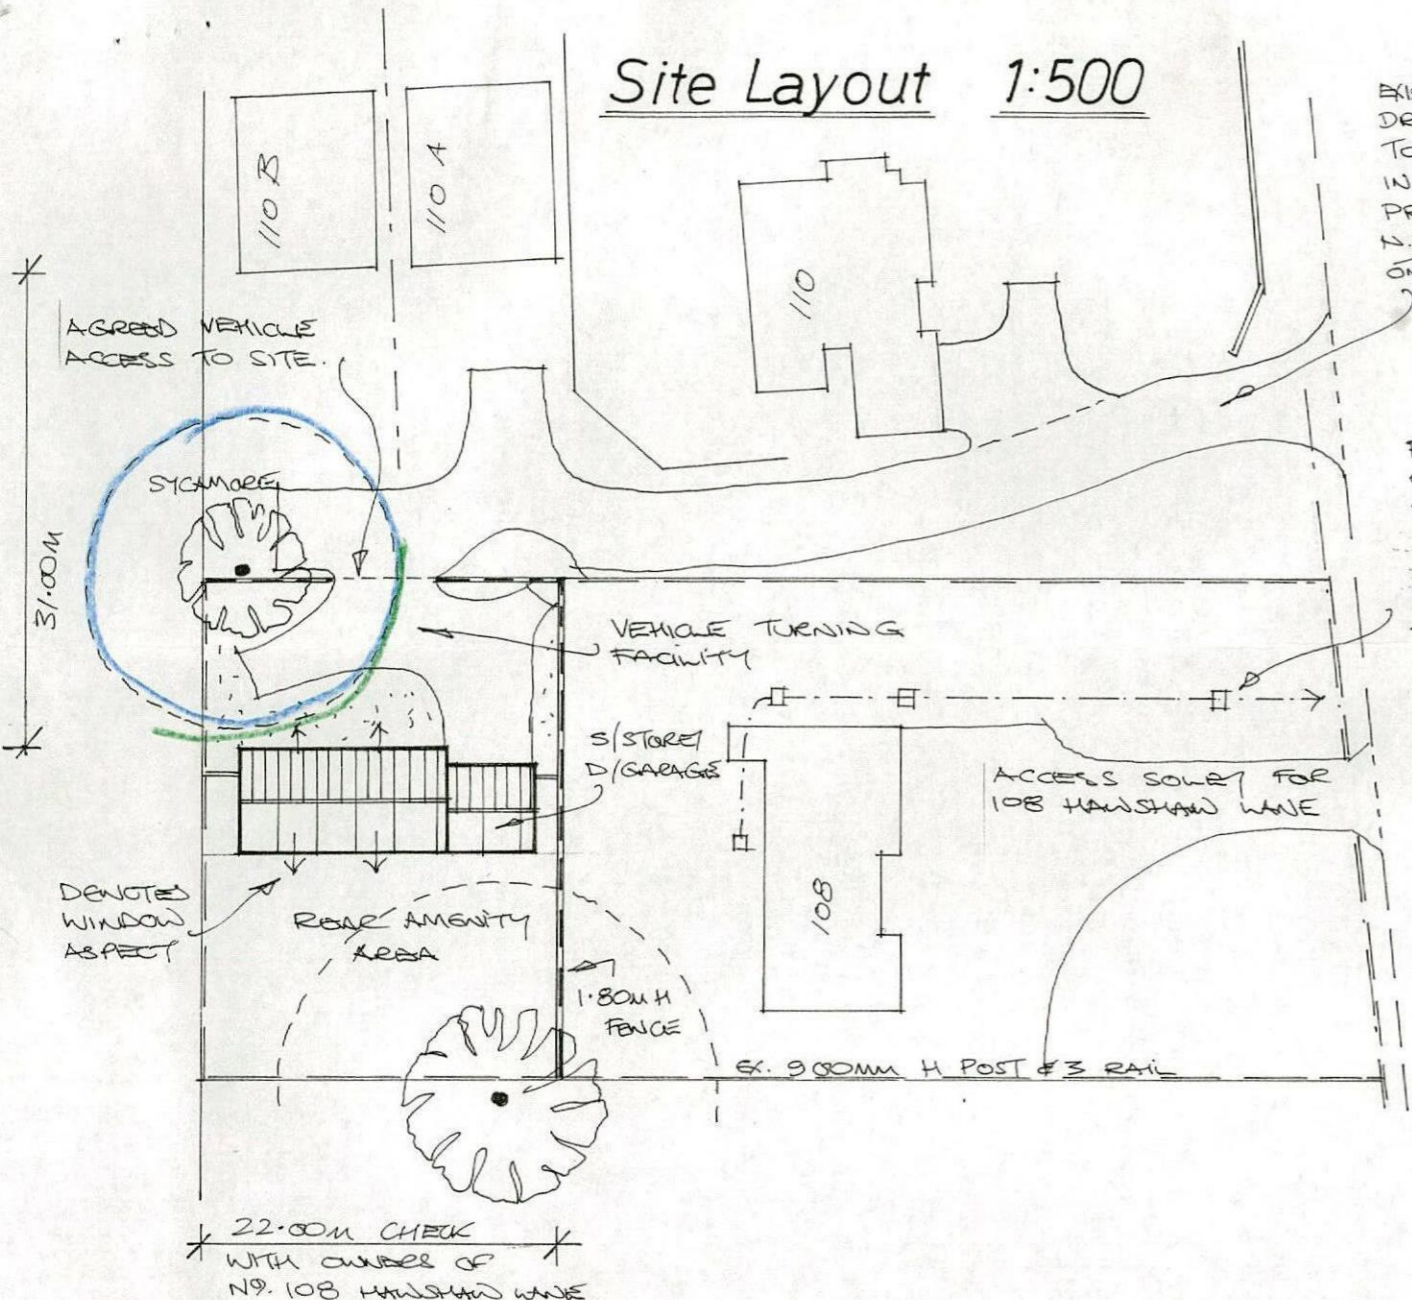 Site Layout 1:500
110 B
110 A
110
AGREED VEHICLE
ACCESS TO SITE.
SYCAMORE
31.00M
VEHICLE TURNING
FACILITY
S/STOREY
D/GARAGE
ACCESS SOLELY FOR
108 HAWSHAW LANE
108
DENOTES
WINDOW
ASPECT
REAR AMENITY
AREA
1.80M H
FENCE
EX. 900MM H POST & 3 RAIL
22.00M CHECK
WITH OWNERS OF
Nº. 108 HAWSHAW LANE